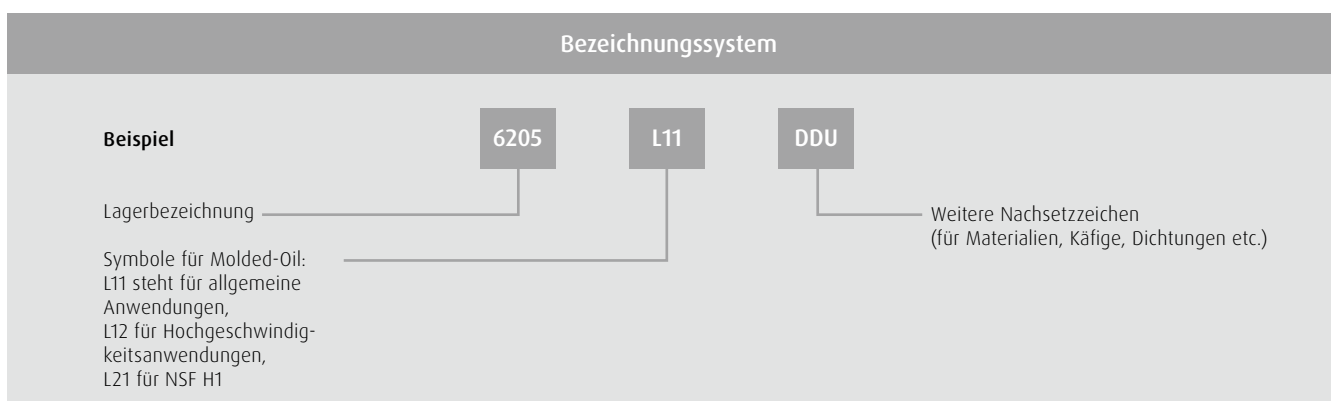 Bezeichnungssystem
Beispiel
6205
L11
DDU
Lagerbezeichnung
Symbole für Molded-Oil:
L11 steht für allgemeine
Anwendungen,
L12 für Hochgeschwindig-
keitsanwendungen,
L21 für NSF H1
Weitere Nachsetzzeichen
(für Materialien, Käfige, Dichtungen etc.)